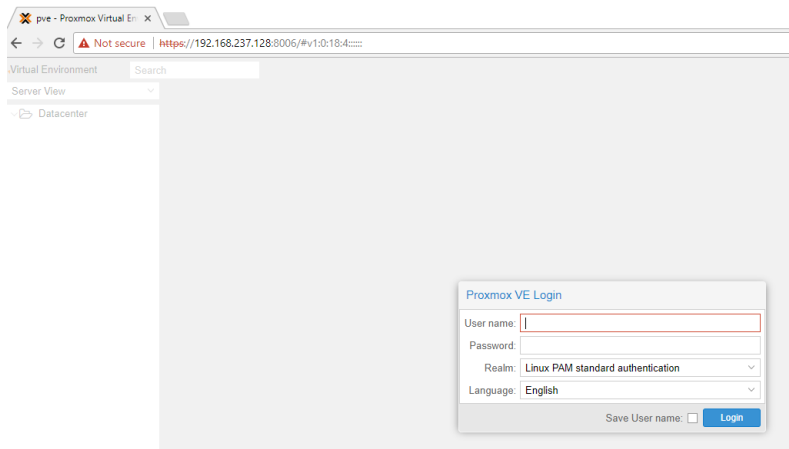 pve - Proxmox Virtual En
Not secure | https://192.168.237.128:8006/#v1:0:18:4::::::
Virtual Environment Search
Server View
Datacenter
Proxmox VE Login
User name:
Password:
Realm: Linux PAM standard authentication
Language: English
Save User name: Login